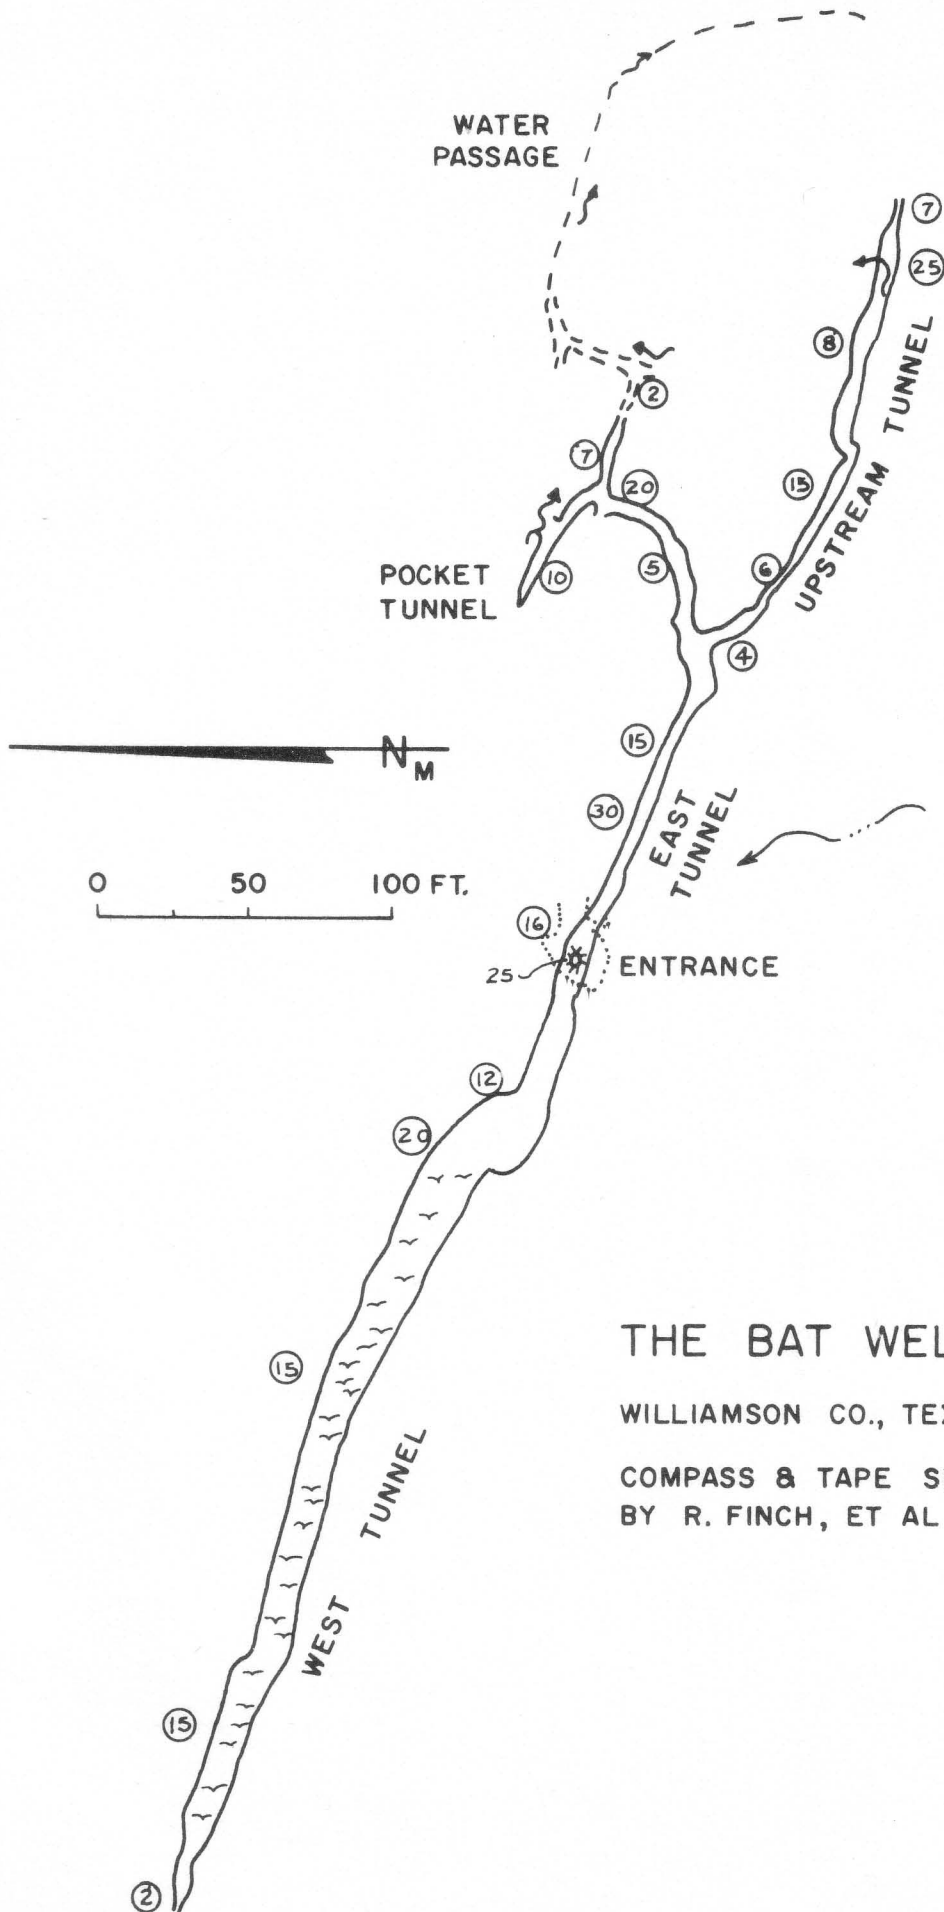 WATER
PASSAGE
7
25
8
UPSTREAM TUNNEL
2
7
20
15
POCKET
TUNNEL
10
5
6
4
N M
15
30
EAST
TUNNEL
0 50 100 FT.
16
25
ENTRANCE
12
20
THE BAT WEL
15
WILLIAMSON CO., TE
COMPASS & TAPE S
BY R. FINCH, ET AL
WEST TUNNEL
15
2